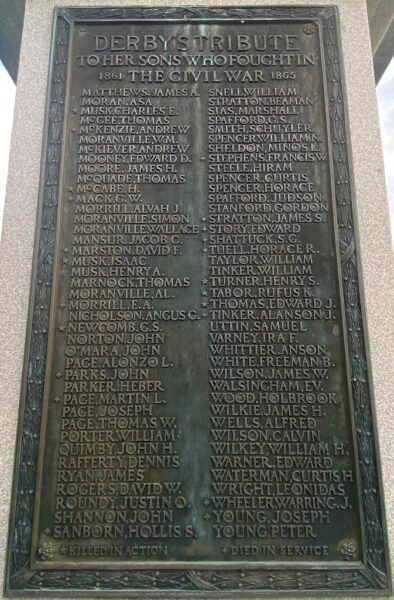 DERBY'S TRIBUTE
TO HER SONS WHO FOUGHT IN
1861 THE CIVIL WAR 1865
MATTHEWS, JAMES A.
MORAN, ASA
MUSK, CHARLES E.
McGEE, THOMAS
+ McKENZIE, ANDREW
MORANVILLE, WM.
McKIEVER, ANDREW
MOONEY, EDWARD D.
MOORE, JAMES H.
McQUADE, THOMAS
McCABE, H.
MACK, G.W.
MORRILL, ALVAH J.
MORANVILLE, SIMON
MORANVILLE, WALLACE
MANSUR, JACOB C.
+ MARSTON, DAVID F.
★ MUSK, ISAAC
MUSK, HENRY A.
MARNOCK, THOMAS
MORANVILLE, AL.
+ MORRILL, E.A.
NICHOLSON, ANGUS G.
★ NEWCOMB, G.S.
NORTON, JOHN
O'MARA, JOHN
PAGE, ALONZO L.
+ PARKS, JOHN
PARKER, HEBER
+ PAGE, MARTIN L.
PAGE, JOSEPH
PAGE, THOMAS W.
PORTER, WILLIAM
QUIMBY, JOHN H.
RAFFERTY, DENNIS
RYAN, JAMES
ROGERS, DAVID W.
ROUNDY, JUSTIN O.
SHANNON, JOHN
+ SANBORN, HOLLIS S.
SNELL, WILLIAM
STRATTON, BEAMAN
SIAS, MARSHALL
SPAFFORD, G.S.
SMITH, SCHUYLER
SPENCER, WILLIAM N.
SHELDON, MINOS L.
+ STEPHENS, FRANCIS W.
STEELE, HIRAM
SPENCER, CURTIS
SPENCER, HORACE
SPAFFORD, JUDSON
STANFORD, GORDON
+ STRATTON, JAMES S.
+ STORY, EDWARD
+ SHATTUCK, S.G.
+ TUELL, HORACE R.
TAYLOR, WILLIAM
TINKER, WILLIAM
★ TURNER, HENRY S.
★ TABOR, RUFUS K.
★ THOMAS, EDWARD J.
+ TINKER, ALANSON J.
UTTIN, SAMUEL
VARNEY, IRA F.
WHITTIER, ANSON
WHITE, FREEMAN B.
WILSON, JAMES W.
WALSINGHAM, EV.
WOOD, HOLBROOK
WILKIE, JAMES H.
WELLS, ALFRED
WILSON, CALVIN
WILKEY, WILLIAM H.
WARNER, EDWARD
WATERMAN, CURTIS H
WRIGHT, LEONIDAS
+ WHEELER, WARRING, J.
+ YOUNG, JOSEPH
YOUNG, PETER
★ KILLED IN ACTION
+ DIED IN SERVICE